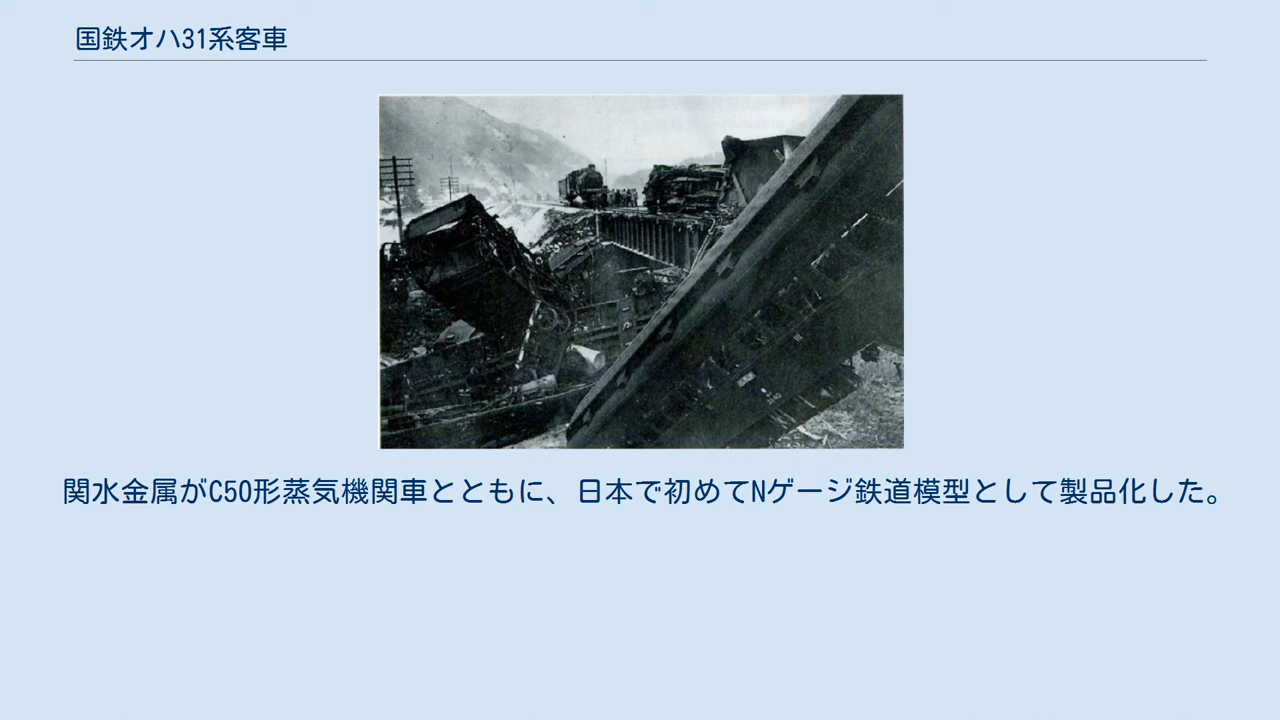 国鉄オハ31系客車
関水金属がC50形蒸気機関車とともに、日本で初めてNゲージ鉄道模型として製品化した。